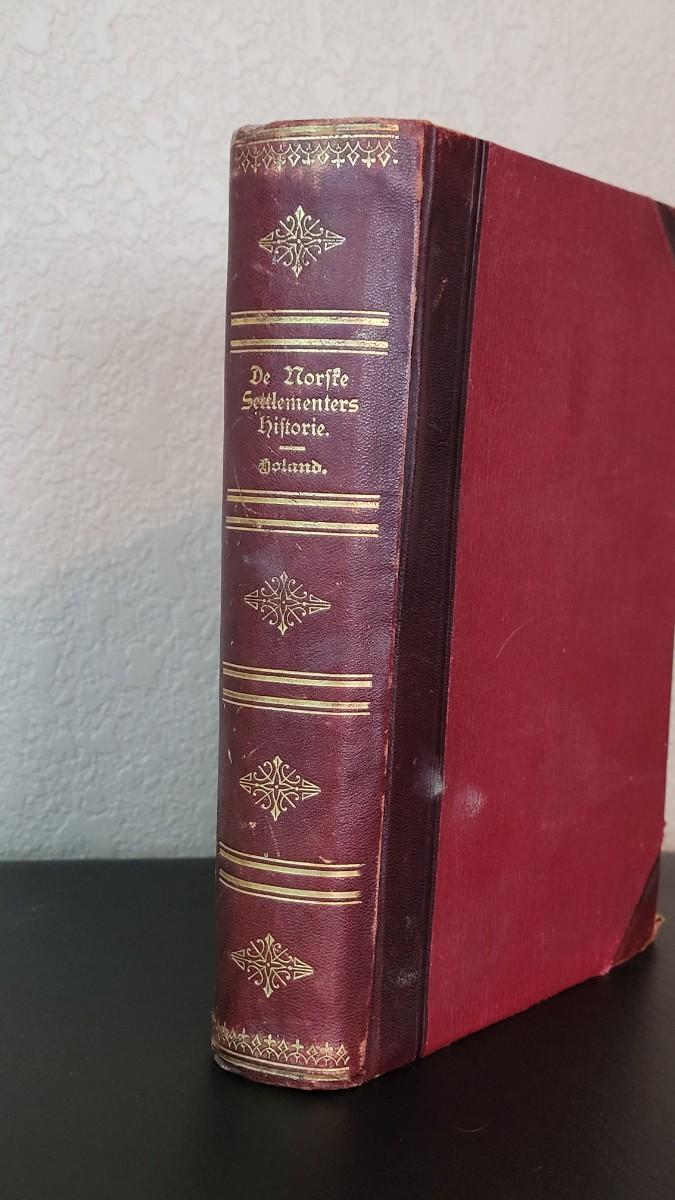 De Norske
Settlementers
Historie.
Holand.